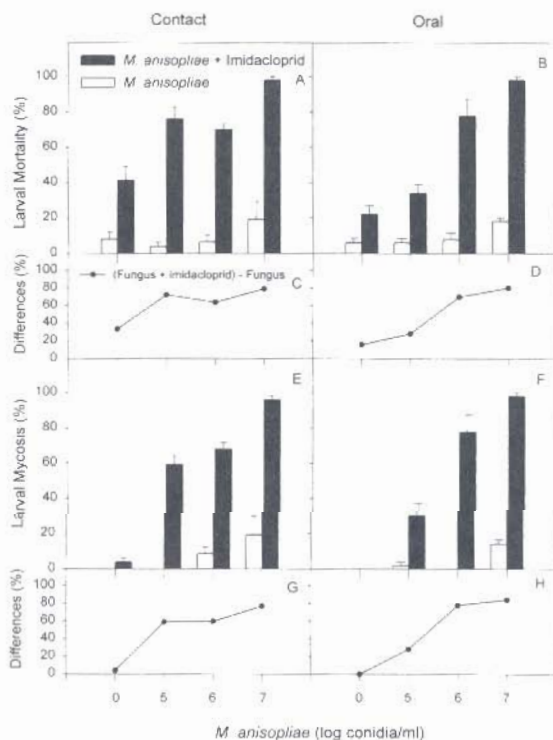 Contact
Oral
M. anisopliae + Imidacloprid
M. anisopliae
A
B
Larval Mortality (%)
100
80
60
40
20
0
(Fungus + imidacloprid) - Fungus
C
D
Differences (%)
80
60
40
20
0
E
F
Larval Mycosis (%)
100
80
60
40
20
0
G
H
Differences (%)
80
60
40
20
0
0 5 6 7
0 5 6 7
M. anisopliae (log conidia/ml)